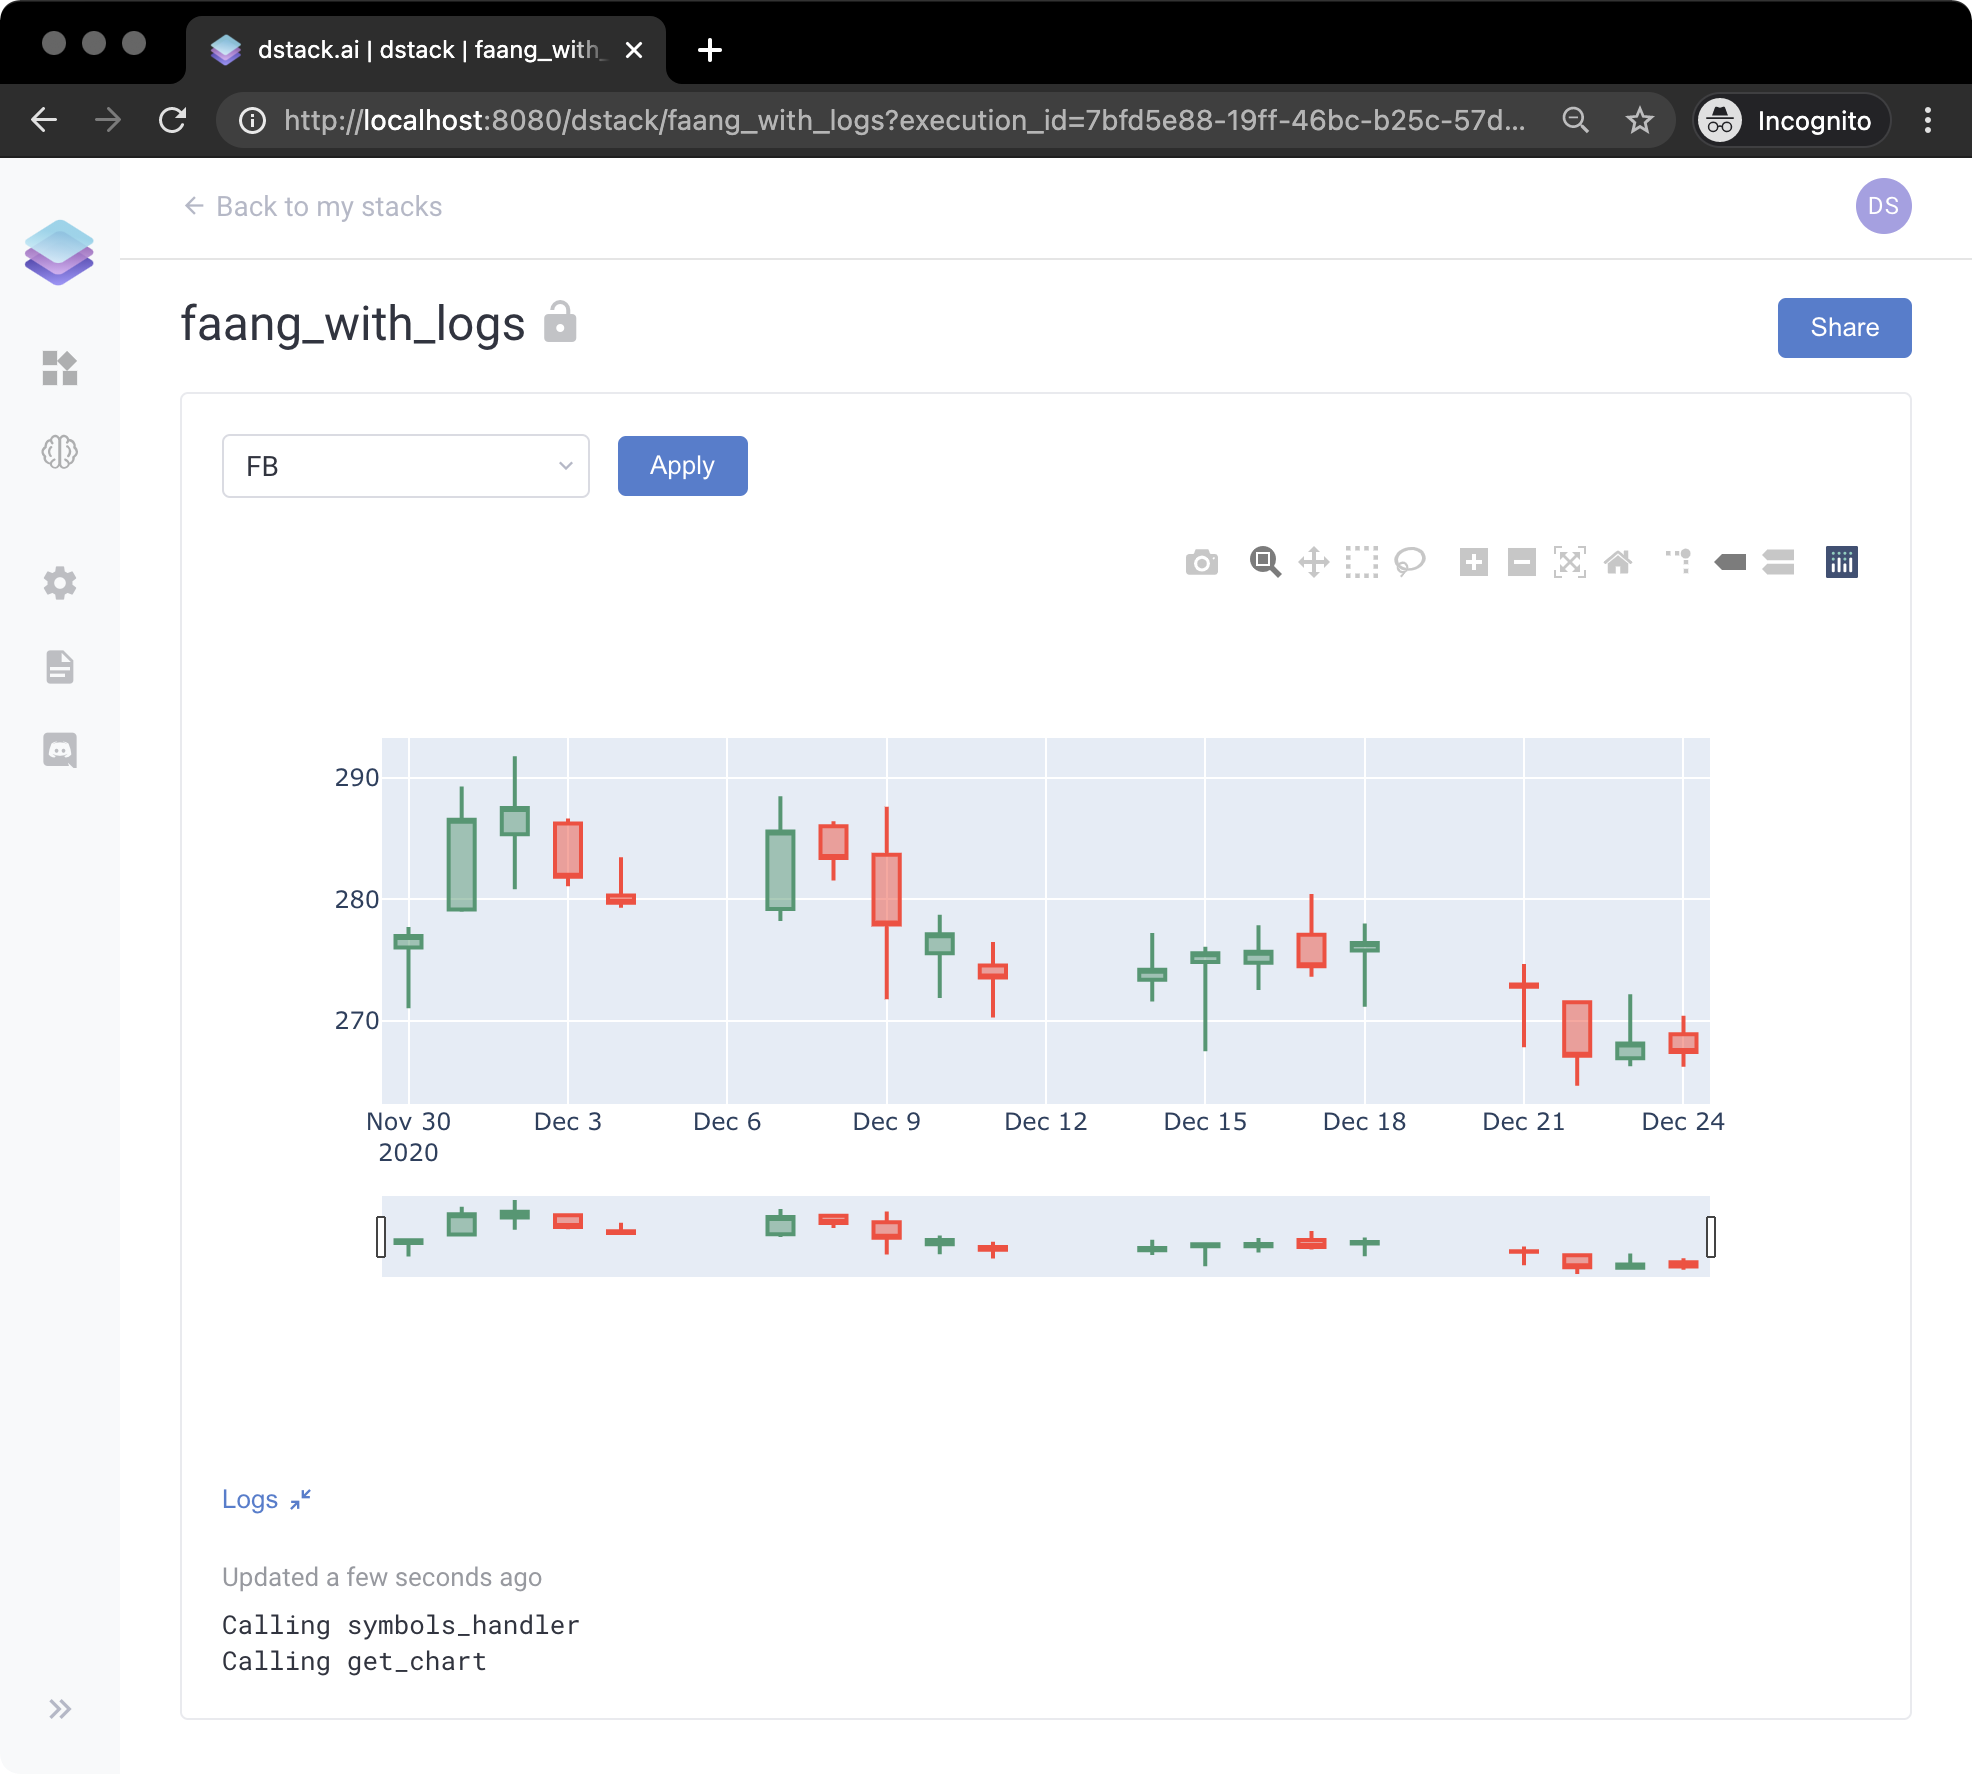 dstack.ai | dstack | faang_with_
http://localhost:8080/dstack/faang_with_logs?execution_id=7bfd5e88-19ff-46bc-b25c-57d...
Incognito
Back to my stacks
DS
faang_with_logs
Share
FB
Apply
290
280
270
Nov 30 Dec 3 Dec 6 Dec 9 Dec 12 Dec 15 Dec 18 Dec 21 Dec 24
2020
Logs
Updated a few seconds ago
Calling symbols_handler
Calling get_chart